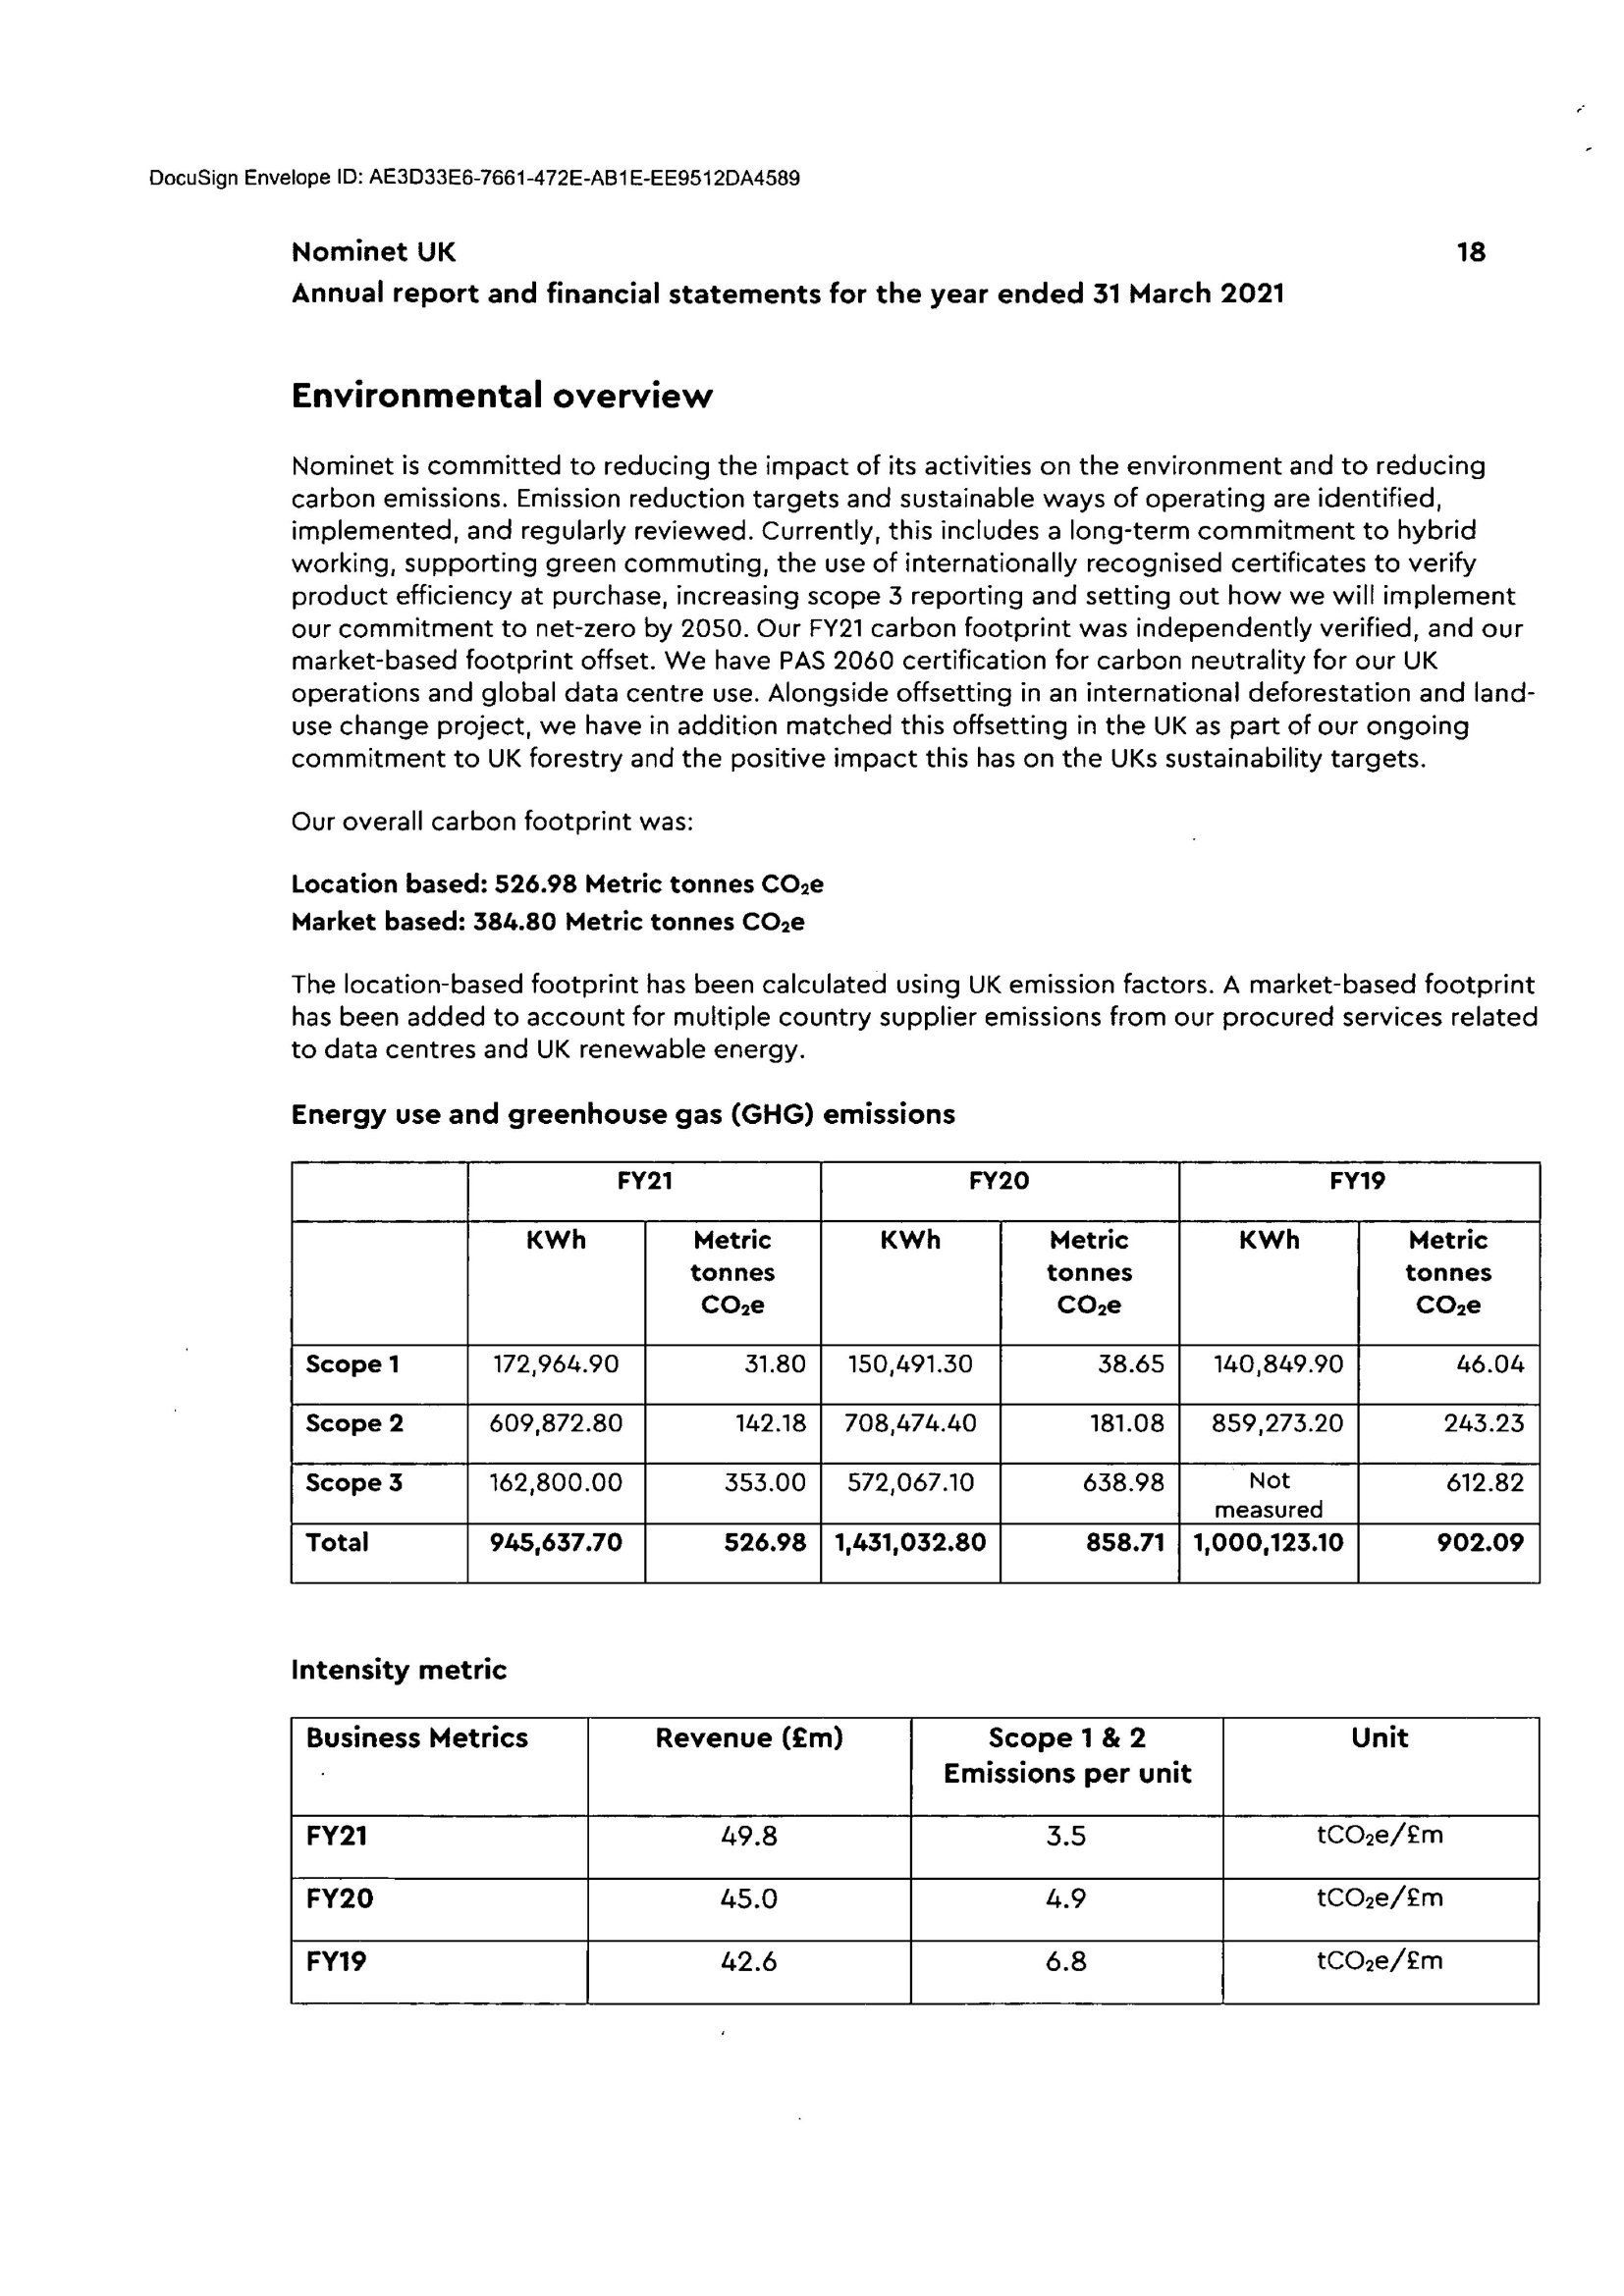 DocuSign Envelope ID: AE3D33E6-7661-472E-AB1E-EE9512DA4589
Nominet UK 18
Annual report and financial statements for the year ended 31 March 2021
Environmental overview
Nominet is committed to reducing the impact of its activities on the environment and to reducing
carbon emissions. Emission reduction targets and sustainable ways of operating are identified,
implemented, and regularly reviewed. Currently, this includes a long-term commitment to hybrid
working, supporting green commuting, the use of internationally recognised certificates to verify
product efficiency at purchase, increasing scope 3 reporting and setting out how we will implement
our commitment to net-zero by 2050. Our FY21 carbon footprint was independently verified, and our
market-based footprint offset. We have PAS 2060 certification for carbon neutrality for our UK
operations and global data centre use. Alongside offsetting in an international deforestation and land-
use change project, we have in addition matched this offsetting in the UK as part of our ongoing
commitment to UK forestry and the positive impact this has on the UKs sustainability targets.
Our overall carbon footprint was:
Location based: 526.98 Metric tonnes CO₂e
Market based: 384.80 Metric tonnes CO₂e
The location-based footprint has been calculated using UK emission factors. A market-based footprint
has been added to account for multiple country supplier emissions from our procured services related
to data centres and UK renewable energy.
Energy use and greenhouse gas (GHG) emissions
FY21 FY20 FY19
KWh Metric KWh Metric KWh Metric
tonnes tonnes tonnes
CO₂e CO₂e CO₂e
Scope 1 172,964.90 31.80 150,491.30 38.65 140,849.90 46.04
Scope 2 609,872.80 142.18 708,474.40 181.08 859,273.20 243.23
Scope 3 162,800.00 353.00 572,067.10 638.98 Not 612.82
measured
Total 945,637.70 526.98 1,431,032.80 858.71 1,000,123.10 902.09
Intensity metric
Business Metrics Revenue (£m) Scope 1 & 2 Unit
Emissions per unit
FY21 49.8 3.5 tCO₂e/£m
FY20 45.0 4.9 tCO₂e/£m
FY19 42.6 6.8 tCO₂e/£m